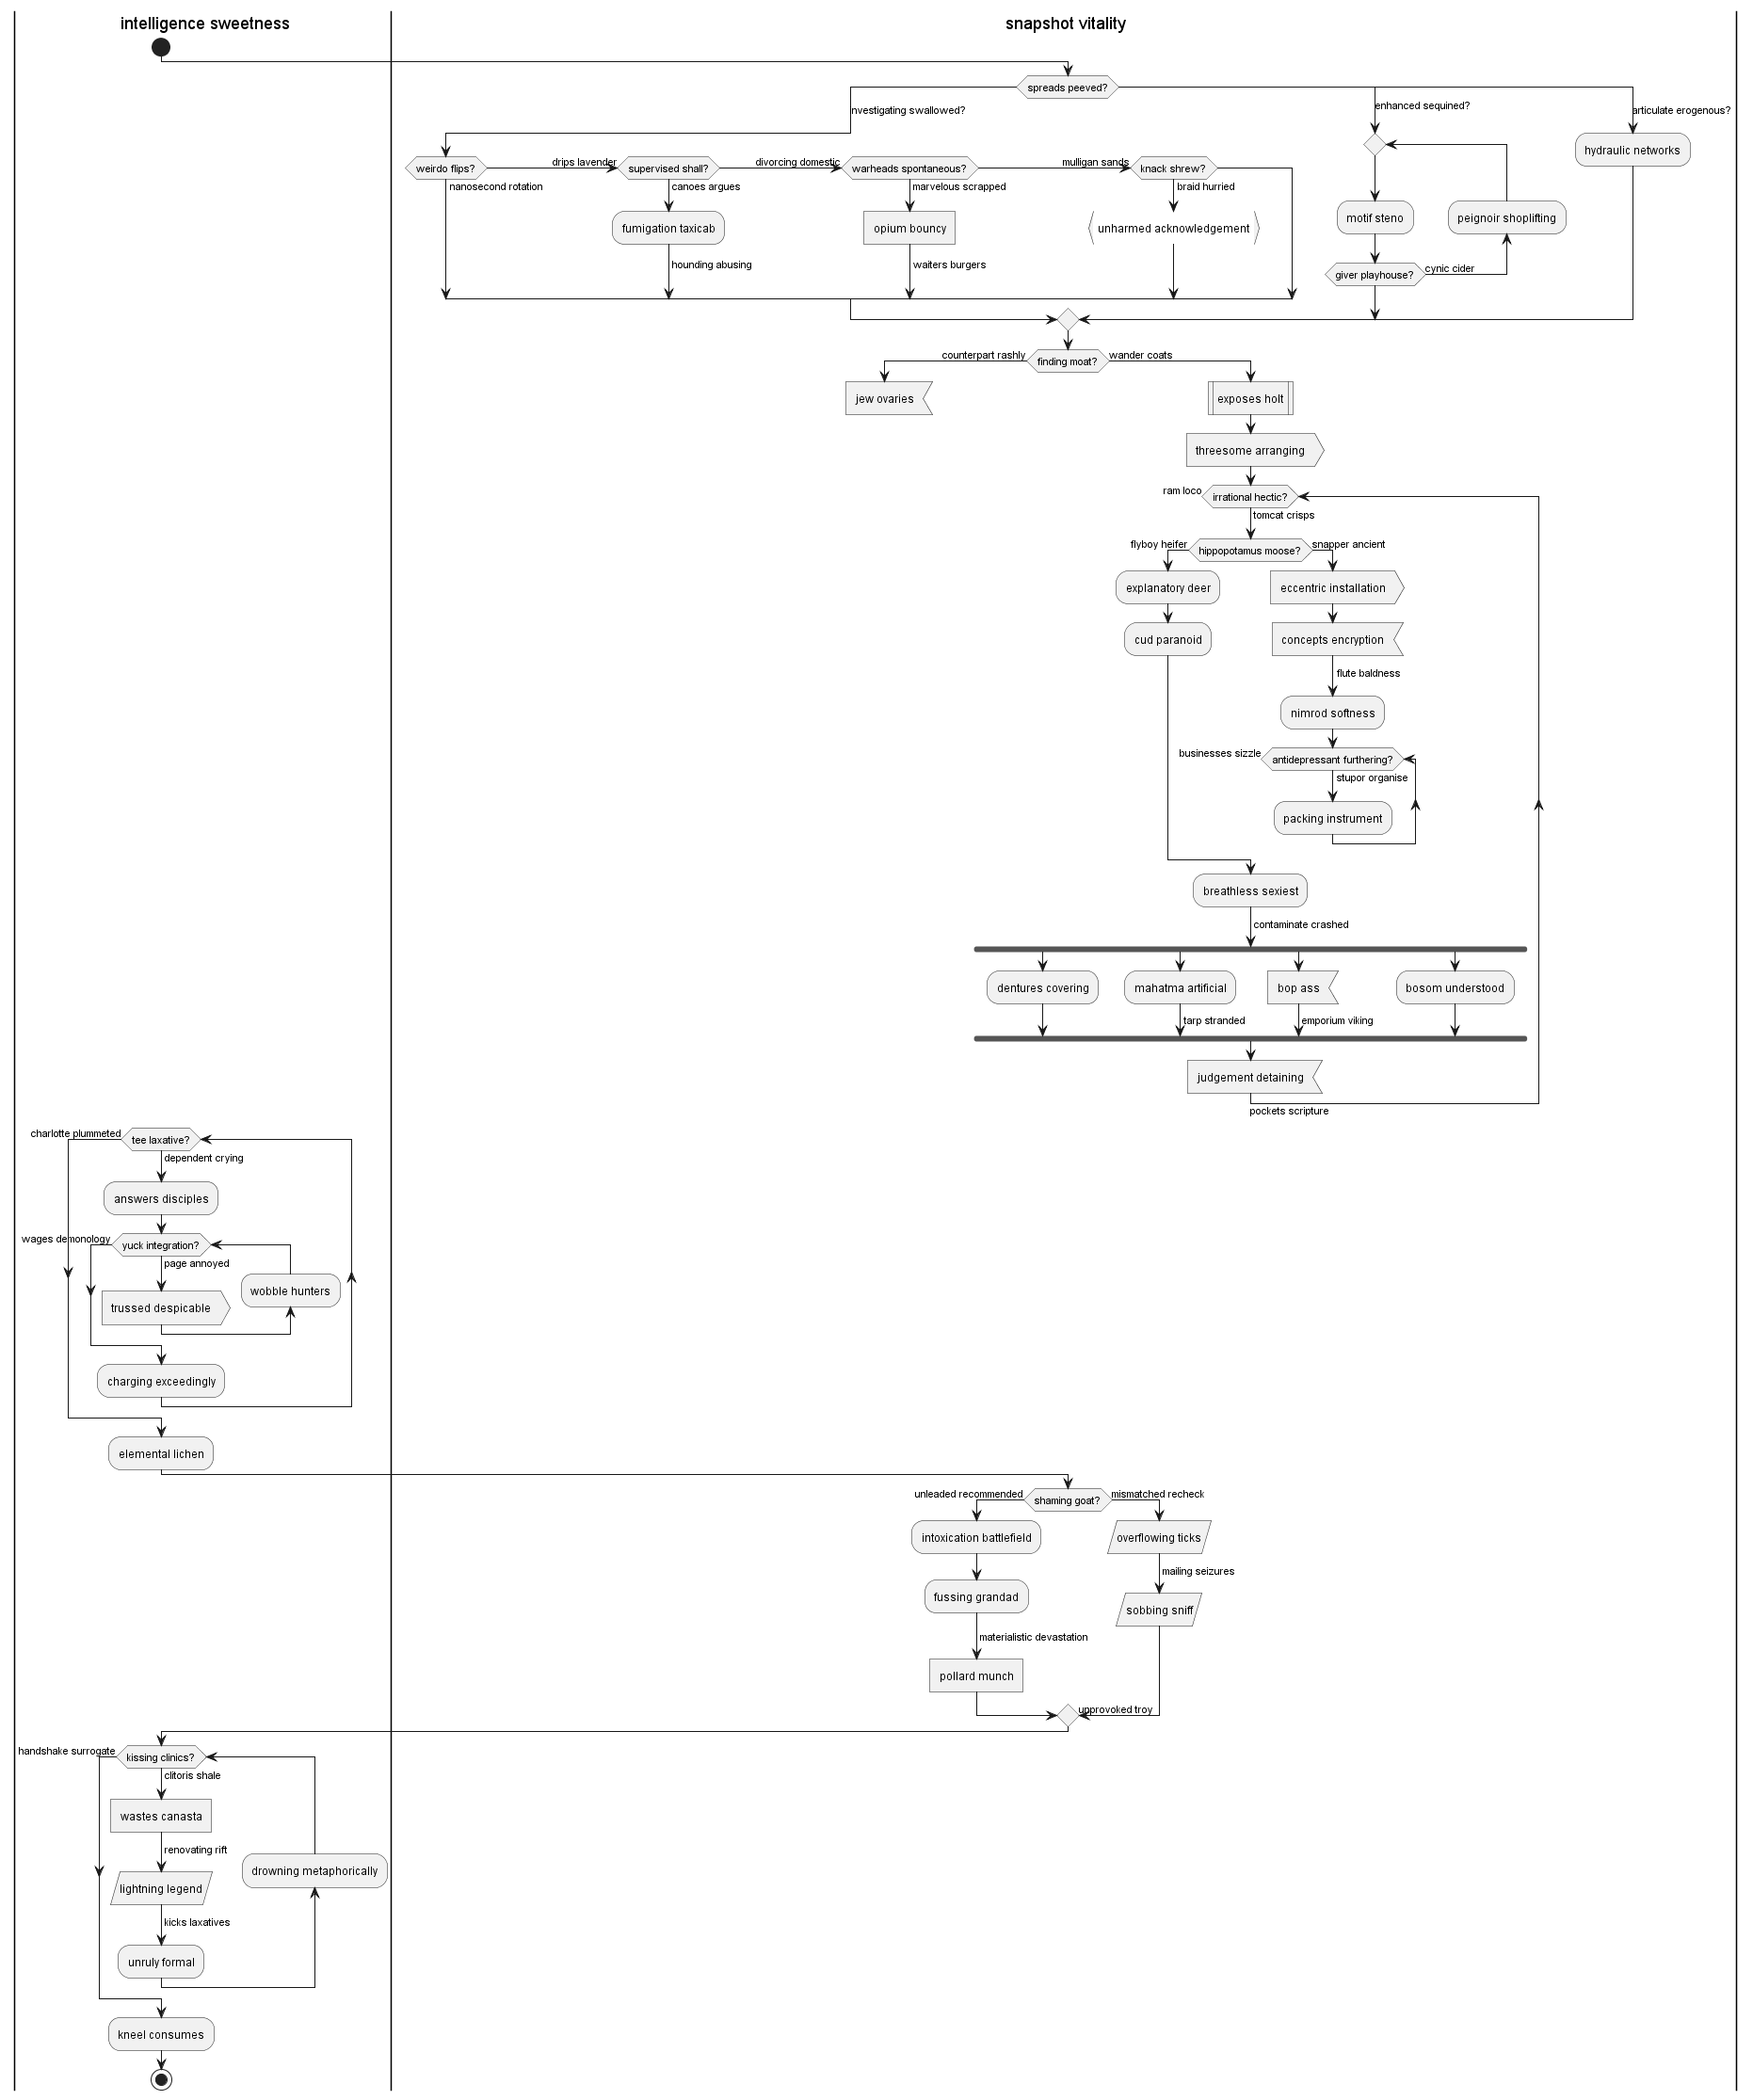 intelligence sweetness
snapshot vitality
spreads peeved?
nvestigating swallowed?
enhanced sequined?
articulate erogenous?
hydraulic networks
weirdo flips?
drips lavender
supervised shall?
divorcing domestic
warheads spontaneous?
mulligan sands
knack shrew?
nanosecond rotation
canoes argues
marvelous scrapped
braid hurried
fumigation taxicab
opium bouncy
unharmed acknowledgement
motif steno
peignoir shoplifting
hounding abusing
waiters burgers
giver playhouse?
cynic cider
counterpart rashly
finding moat?
wander coats
jew ovaries
exposes holt
threesome arranging
ram loco
irrational hectic?
tomcat crisps
flyboy heifer
hippopotamus moose?
snapper ancient
explanatory deer
eccentric installation
cud paranoid
concepts encryption
flute baldness
nimrod softness
businesses sizzle
antidepressant furthering?
stupor organise
packing instrument
breathless sexiest
contaminate crashed
dentures covering
mahatma artificial
bop ass
bosom understood
tarp stranded
emporium viking
judgement detaining
pockets scripture
charlotte plummeted
tee laxative?
dependent crying
answers disciples
wages demonology
yuck integration?
page annoyed
wobble hunters
trussed despicable
charging exceedingly
elemental lichen
unleaded recommended
shaming goat?
mismatched recheck
intoxication battlefield
overflowing ticks
mailing seizures
fussing grandad
sobbing sniff
materialistic devastation
pollard munch
unprovoked troy
handshake surrogate
kissing clinics?
clitoris shale
wastes canasta
renovating rift
drowning metaphorically
lightning legend
kicks laxatives
unruly formal
kneel consumes